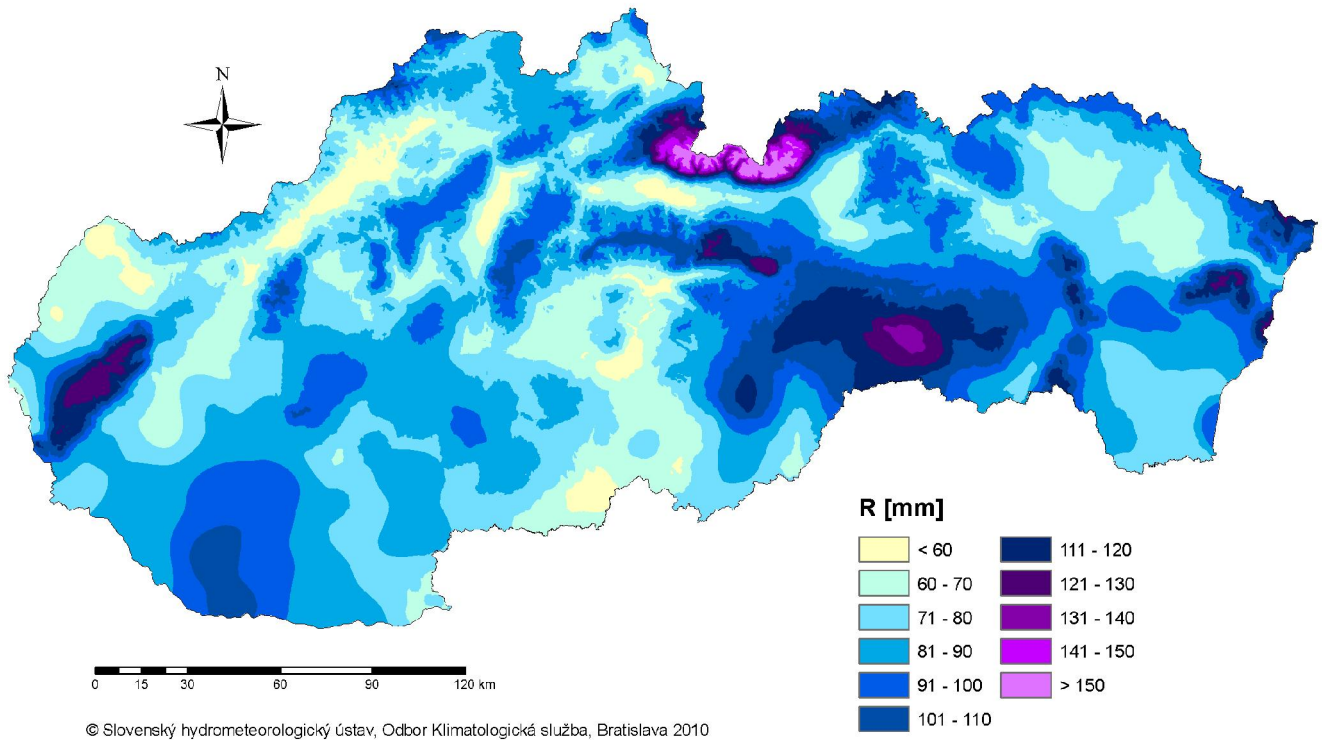 N
R [mm]
< 60
60 - 70
71 - 80
81 - 90
91 - 100
101 - 110
111 - 120
121 - 130
131 - 140
141 - 150
> 150
0 15 30 60 90 120 km
© Slovenský hydrometeorologický ústav, Odbor Klimatologická služba, Bratislava 2010